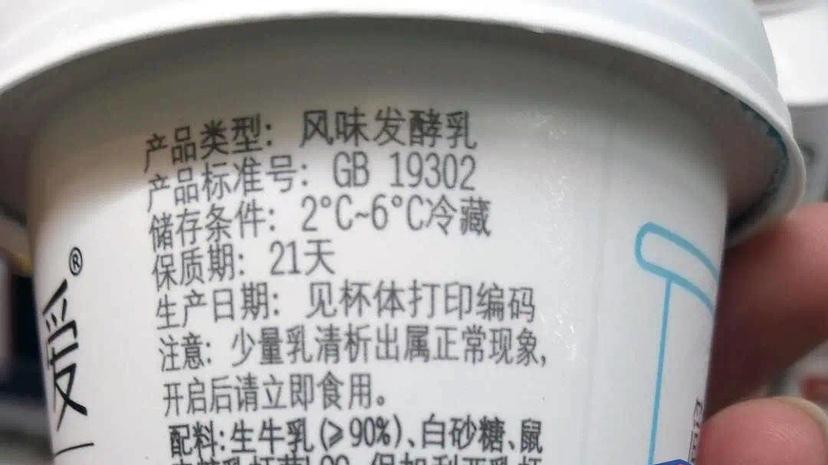 产品类型：风味发酵乳
产品标准号：GB 19302
储存条件：2°C~6°C冷藏
保质期：21天
生产日期：见杯体打印编码
注意：少量乳清析出属正常现象，
开启后请立即食用。
配料：生牛乳(≥90%)、白砂糖、鼠
爱®